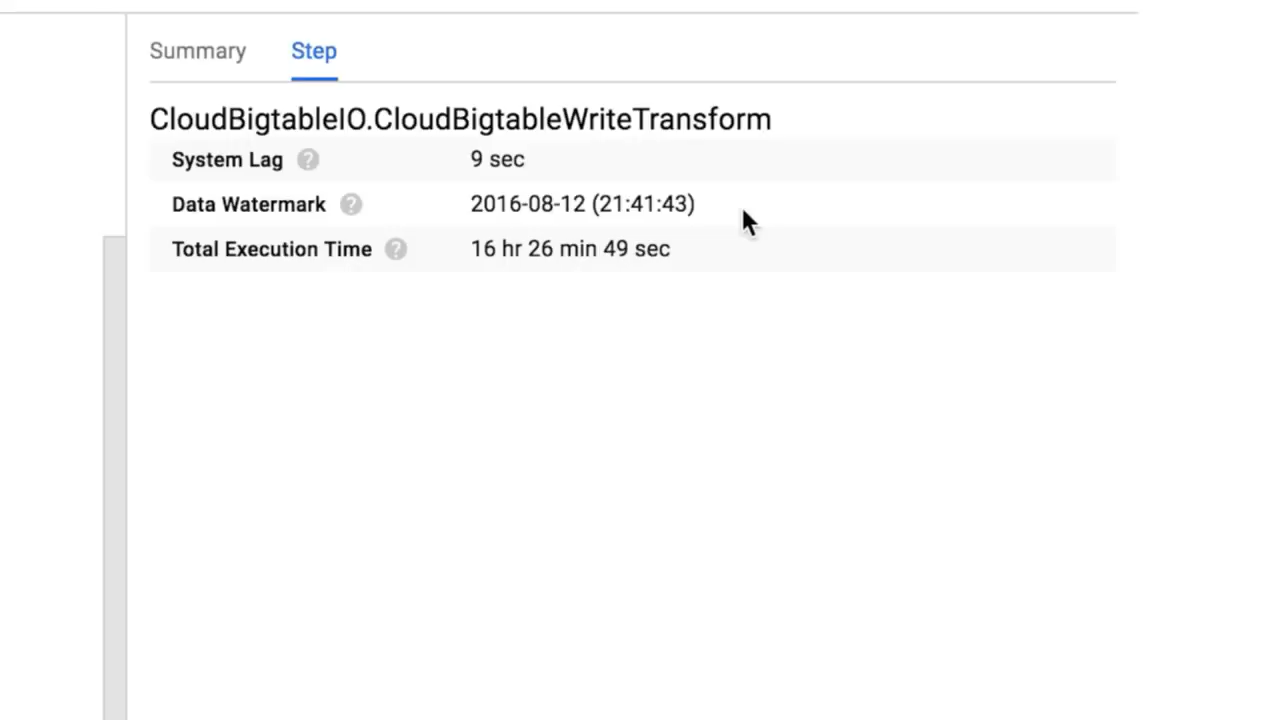 Summary Step
CloudBigtableIO.CloudBigtableWriteTransform
System Lag ? 9 sec
Data Watermark ? 2016-08-12 (21:41:43)
Total Execution Time ? 16 hr 26 min 49 sec